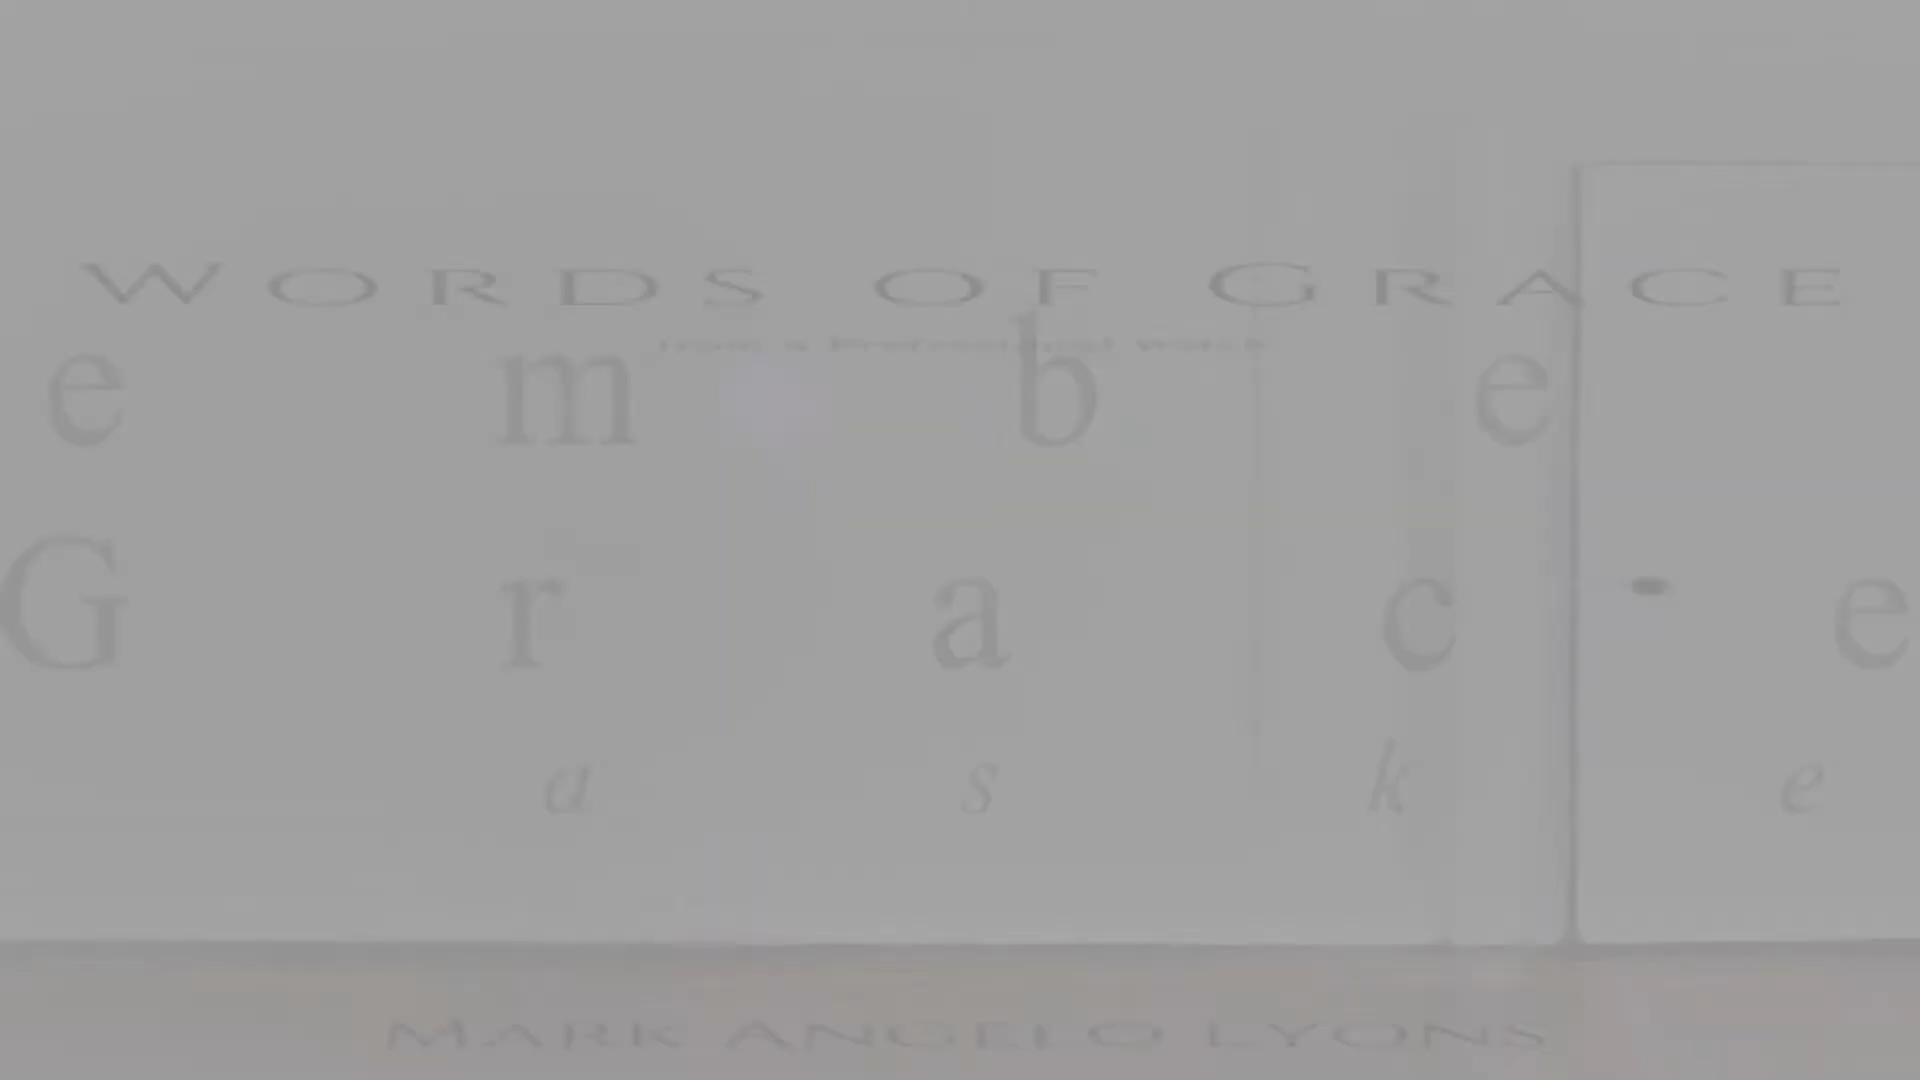 WORDS OF GRACE
e m b e
G r a c e
a s k e
MARK ANGELO LYONS